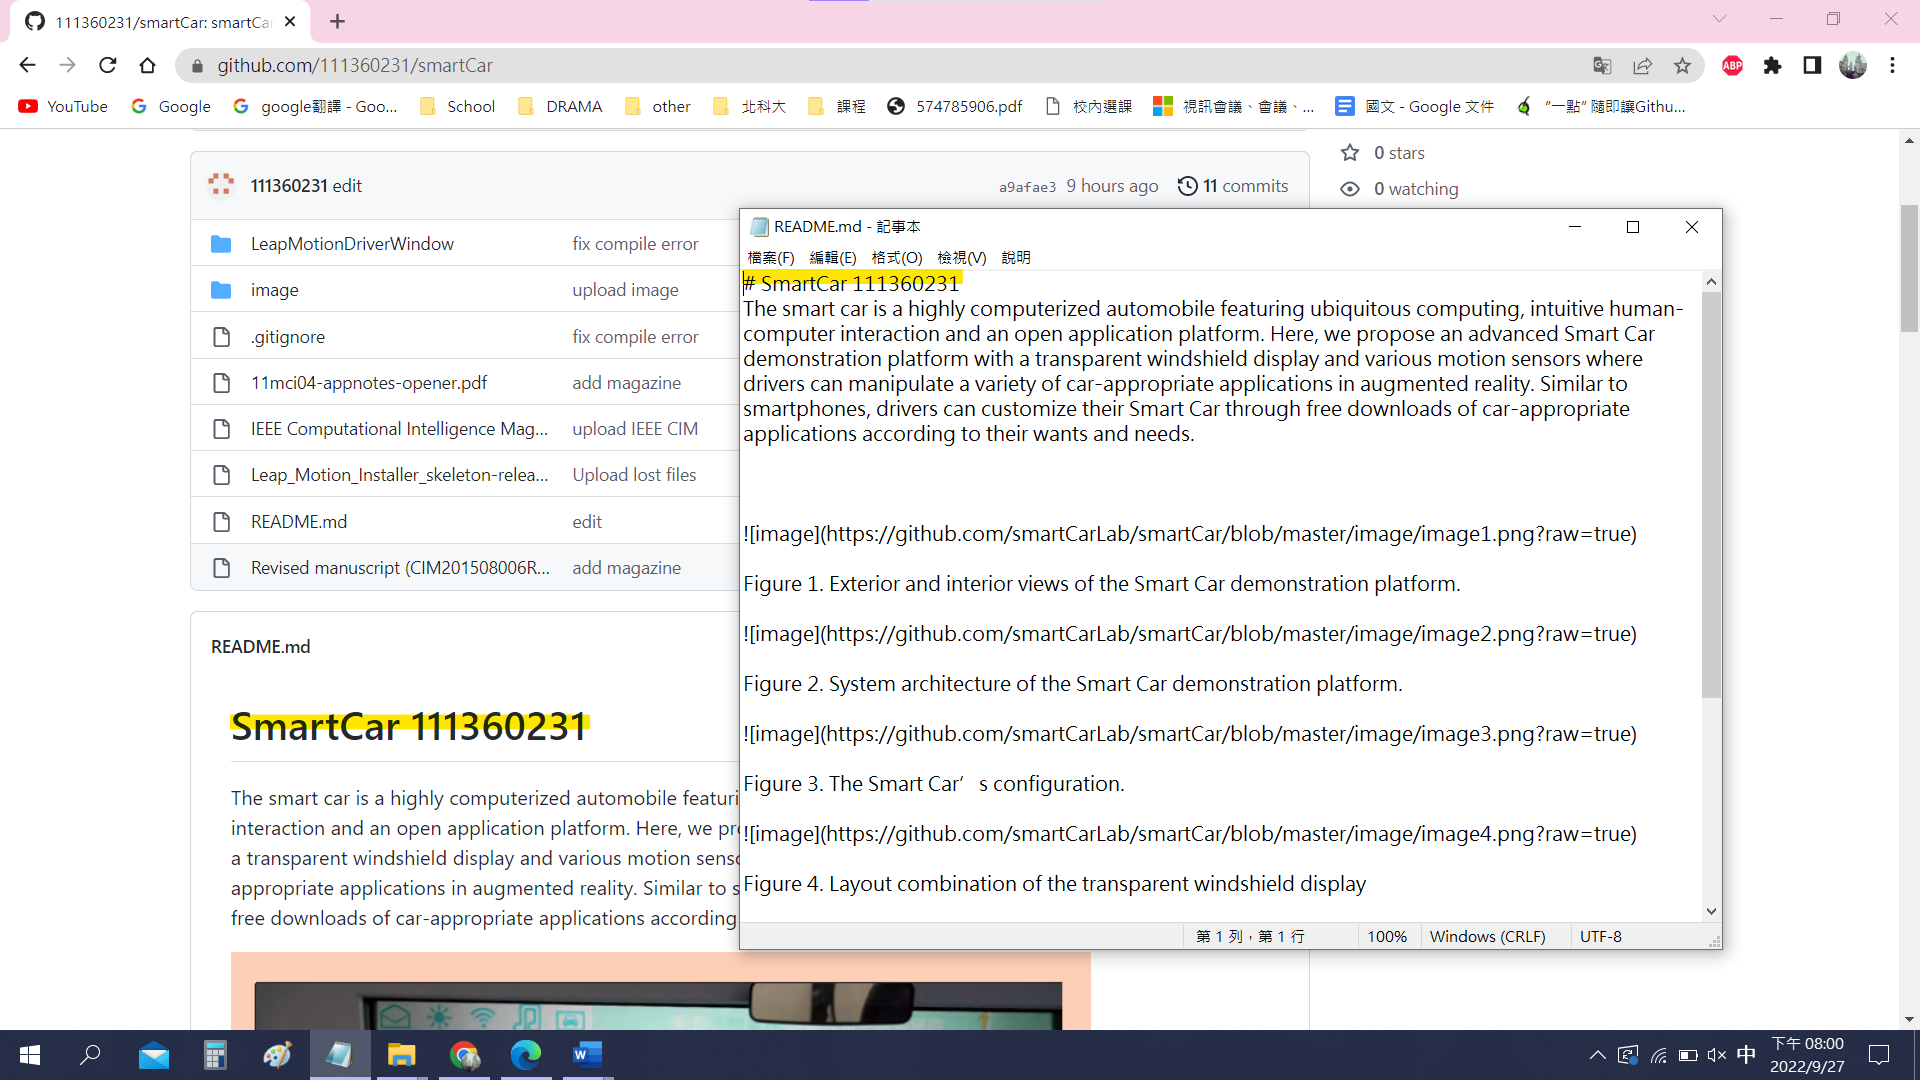 111360231/smartCar: smartCar
github.com/111360231/smartCar
YouTube
Google
google翻譯 - Goo...
School
DRAMA
other
北科大
課程
574785906.pdf
校內選課
視訊會議、會議、...
國文 - Google 文件
"一點" 隨即讓Githu...
ABP
0 stars
0 watching
111360231 edit
a9afae3 9 hours ago 11 commits
LeapMotionDriverWindow fix compile error
image upload image
.gitignore fix compile error
11mci04-appnotes-opener.pdf add magazine
IEEE Computational Intelligence Mag... upload IEEE CIM
Leap_Motion_Installer_skeleton-relea... Upload lost files
README.md edit
Revised manuscript (CIM201508006R... add magazine
README.md
SmartCar 111360231
The smart car is a highly computerized automobile featuri
interaction and an open application platform. Here, we pr
a transparent windshield display and various motion sens
appropriate applications in augmented reality. Similar to s
free downloads of car-appropriate applications according
README.md - 記事本
檔案(F) 編輯(E) 格式(O) 檢視(V) 說明
# SmartCar 111360231
The smart car is a highly computerized automobile featuring ubiquitous computing, intuitive human-
computer interaction and an open application platform. Here, we propose an advanced Smart Car
demonstration platform with a transparent windshield display and various motion sensors where
drivers can manipulate a variety of car-appropriate applications in augmented reality. Similar to
smartphones, drivers can customize their Smart Car through free downloads of car-appropriate
applications according to their wants and needs.
![image](https://github.com/smartCarLab/smartCar/blob/master/image/image1.png?raw=true)
Figure 1. Exterior and interior views of the Smart Car demonstration platform.
![image](https://github.com/smartCarLab/smartCar/blob/master/image/image2.png?raw=true)
Figure 2. System architecture of the Smart Car demonstration platform.
![image](https://github.com/smartCarLab/smartCar/blob/master/image/image3.png?raw=true)
Figure 3. The Smart Car’s configuration.
![image](https://github.com/smartCarLab/smartCar/blob/master/image/image4.png?raw=true)
Figure 4. Layout combination of the transparent windshield display
第 1 列，第 1 行 100% Windows (CRLF) UTF-8
中
下午 08:00
2022/9/27